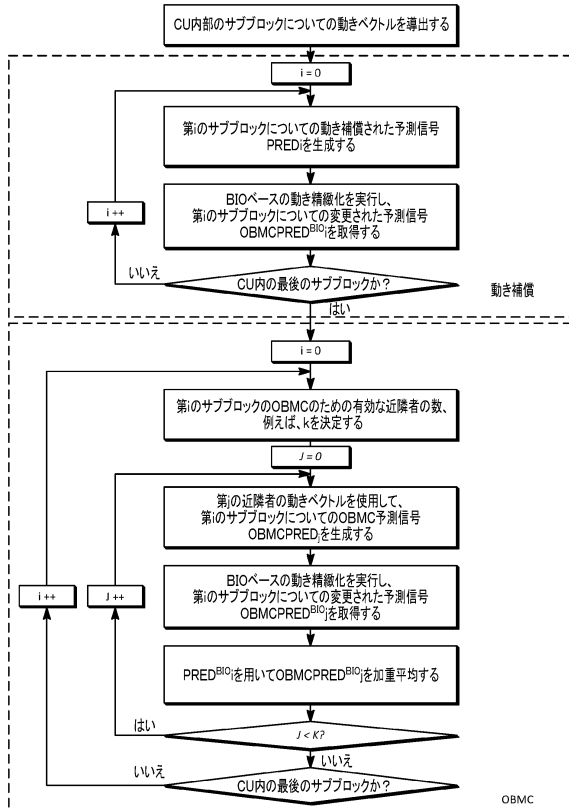 CU内部のサブブロックについての動きベクトルを導出する
i = 0
第iのサブブロックについての動き補償された予測信号
PREDiを生成する
BIOベースの動き精緻化を実行し、
第iのサブブロックについての変更された予測信号
OBMCPREDᴮᴵᴼiを取得する
i ++
いいえ
CU内の最後のサブブロックか？
動き補償
はい
i = 0
第iのサブブロックのOBMCのための有効な近隣者の数、
例えば、kを決定する
J = 0
第jの近隣者の動きベクトルを使用して、
第iのサブブロックについてのOBMC予測信号
OBMCPREDⱼを生成する
i ++
J ++
BIOベースの動き精緻化を実行し、
第iのサブブロックについての変更された予測信号
OBMCPREDᴮᴵᴼjを取得する
PREDᴮᴵᴼiを用いてOBMCPREDᴮᴵᴼjを加重平均する
はい
J < K?
いいえ
いいえ
CU内の最後のサブブロックか？
OBMC